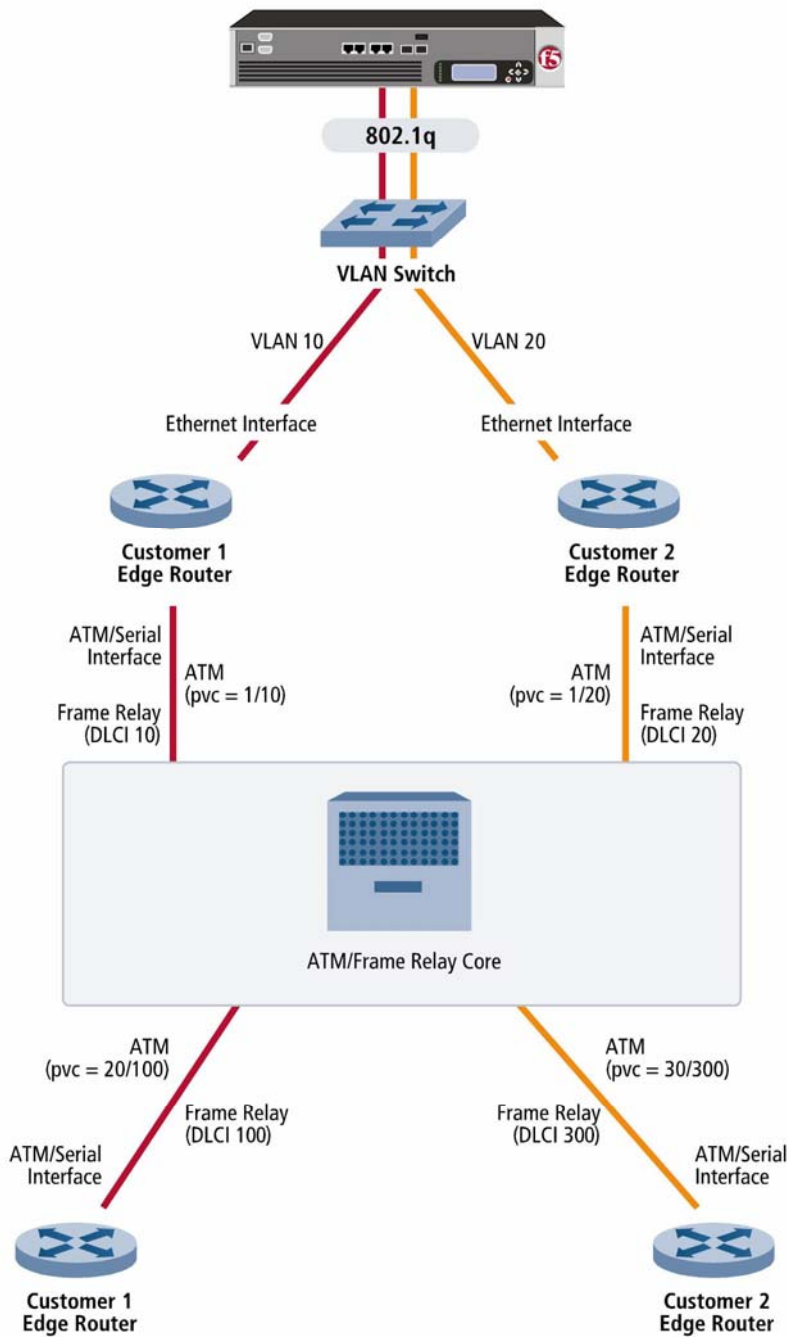 f5
802.1q
VLAN Switch
VLAN 10
VLAN 20
Ethernet Interface
Ethernet Interface
Customer 1
Edge Router
Customer 2
Edge Router
ATM/Serial
Interface
ATM
(pvc = 1/10)
Frame Relay
(DLCI 10)
ATM/Serial
Interface
ATM
(pvc = 1/20)
Frame Relay
(DLCI 20)
ATM/Frame Relay Core
ATM
(pvc = 20/100)
Frame Relay
(DLCI 100)
ATM/Serial
Interface
ATM
(pvc = 30/300)
Frame Relay
(DLCI 300)
ATM/Serial
Interface
Customer 1
Edge Router
Customer 2
Edge Router